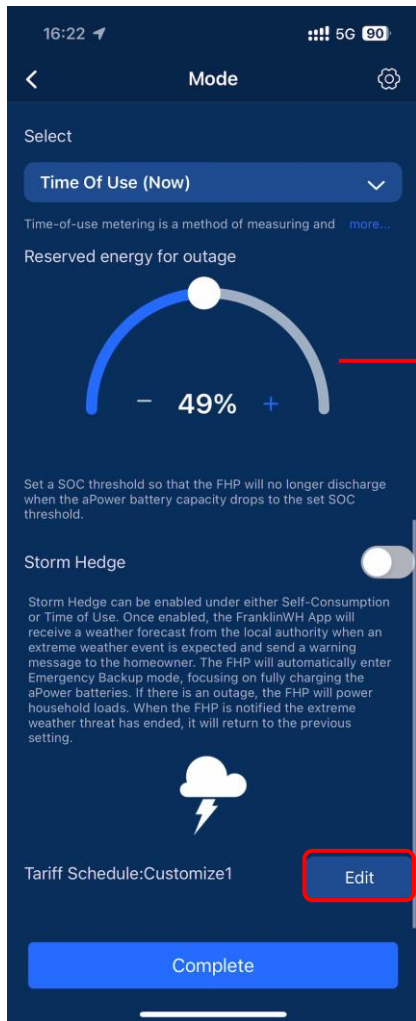 16:22 5G 90
Mode
Select
Time Of Use (Now)
Time-of-use metering is a method of measuring and more...
Reserved energy for outage
− 49% +
Set a SOC threshold so that the FHP will no longer discharge
when the aPower battery capacity drops to the set SOC
threshold.
Storm Hedge
Storm Hedge can be enabled under either Self-Consumption
or Time of Use. Once enabled, the FranklinWH App will
receive a weather forecast from the local authority when an
extreme weather event is expected and send a warning
message to the homeowner. The FHP will automatically enter
Emergency Backup mode, focusing on fully charging the
aPower batteries. If there is an outage, the FHP will power
household loads. When the FHP is notified the extreme
weather threat has ended, it will return to the previous
setting.
Tariff Schedule:Customize1 Edit
Complete